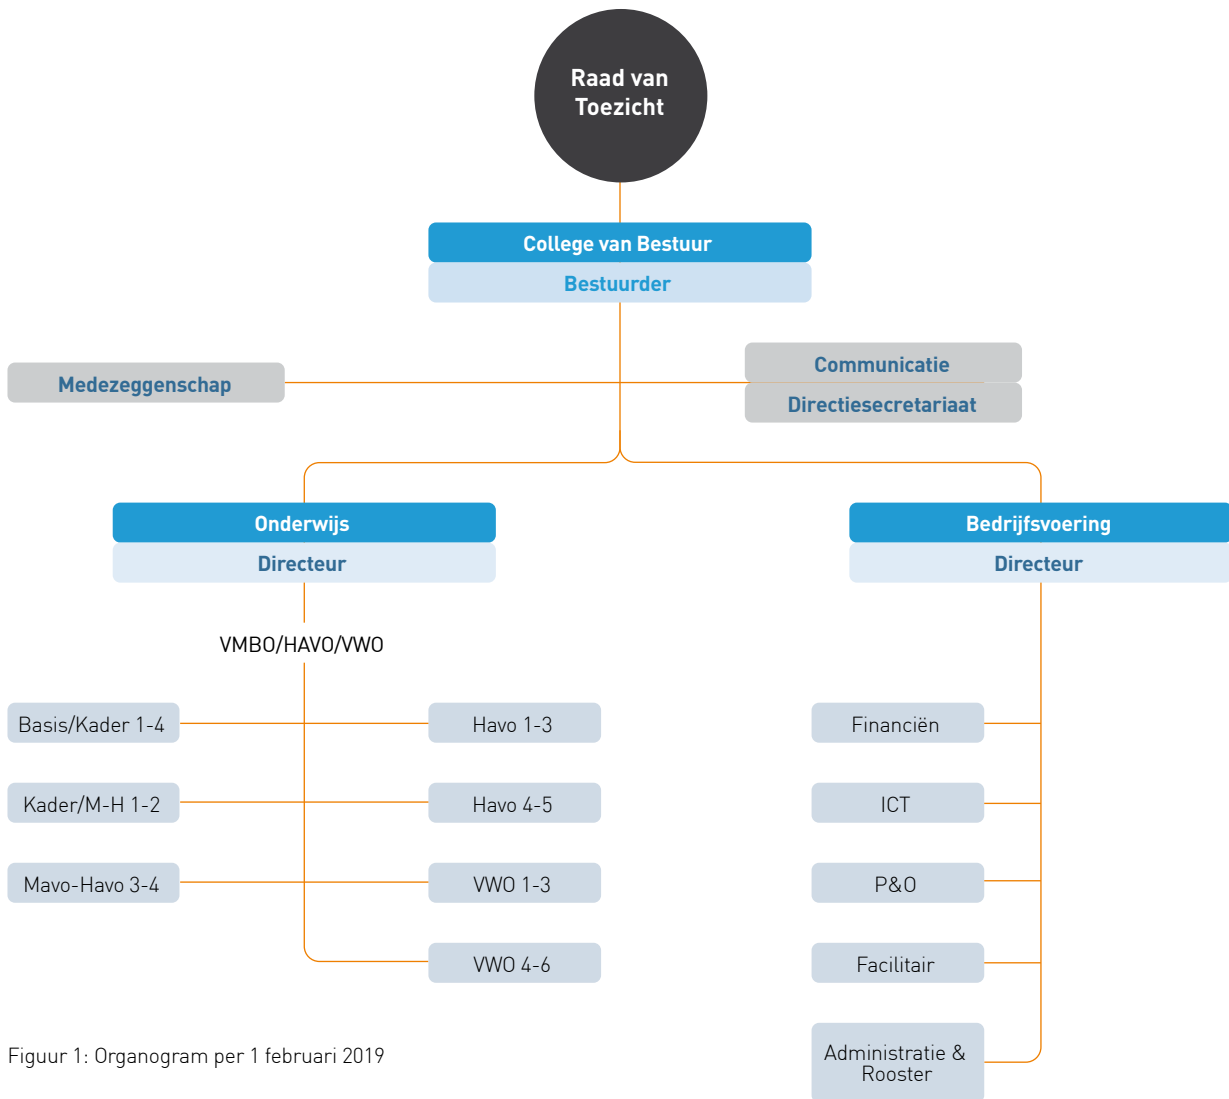 Raad van
Toezicht
College van Bestuur
Bestuurder
Medezeggenschap
Communicatie
Directiesecretariaat
Onderwijs
Directeur
Bedrijfsvoering
Directeur
VMBO/HAVO/VWO
Basis/Kader 1-4
Havo 1-3
Financiën
Kader/M-H 1-2
Havo 4-5
ICT
Mavo-Havo 3-4
VWO 1-3
P&O
VWO 4-6
Facilitair
Administratie &
Rooster
Figuur 1: Organogram per 1 februari 2019